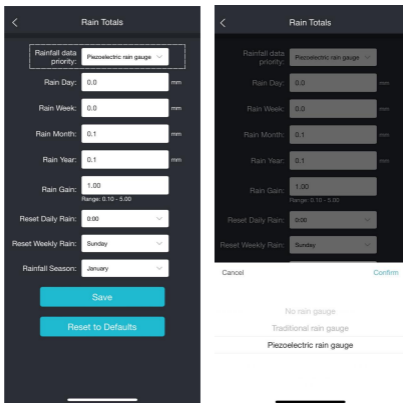 Rain Totals
Rainfall data priority: Piezoelectric rain gauge
Rain Day: 0.0 mm
Rain Week: 0.0 mm
Rain Month: 0.1 mm
Rain Year: 0.1 mm
Rain Gain: 1.00
Range: 0.10 - 5.00
Reset Daily Rain: 0:00
Reset Weekly Rain: Sunday
Rainfall Season: January
Save
Reset to Defaults
Rain Totals
Rainfall data priority: Piezoelectric rain gauge
Rain Day: 0.0 mm
Rain Week: 0.0 mm
Rain Month: 0.1 mm
Rain Year: 0.1 mm
Rain Gain: 1.00
Range: 0.10 - 5.00
Reset Daily Rain: 0:00
Reset Weekly Rain: Sunday
Cancel Confirm
No rain gauge
Traditional rain gauge
Piezoelectric rain gauge